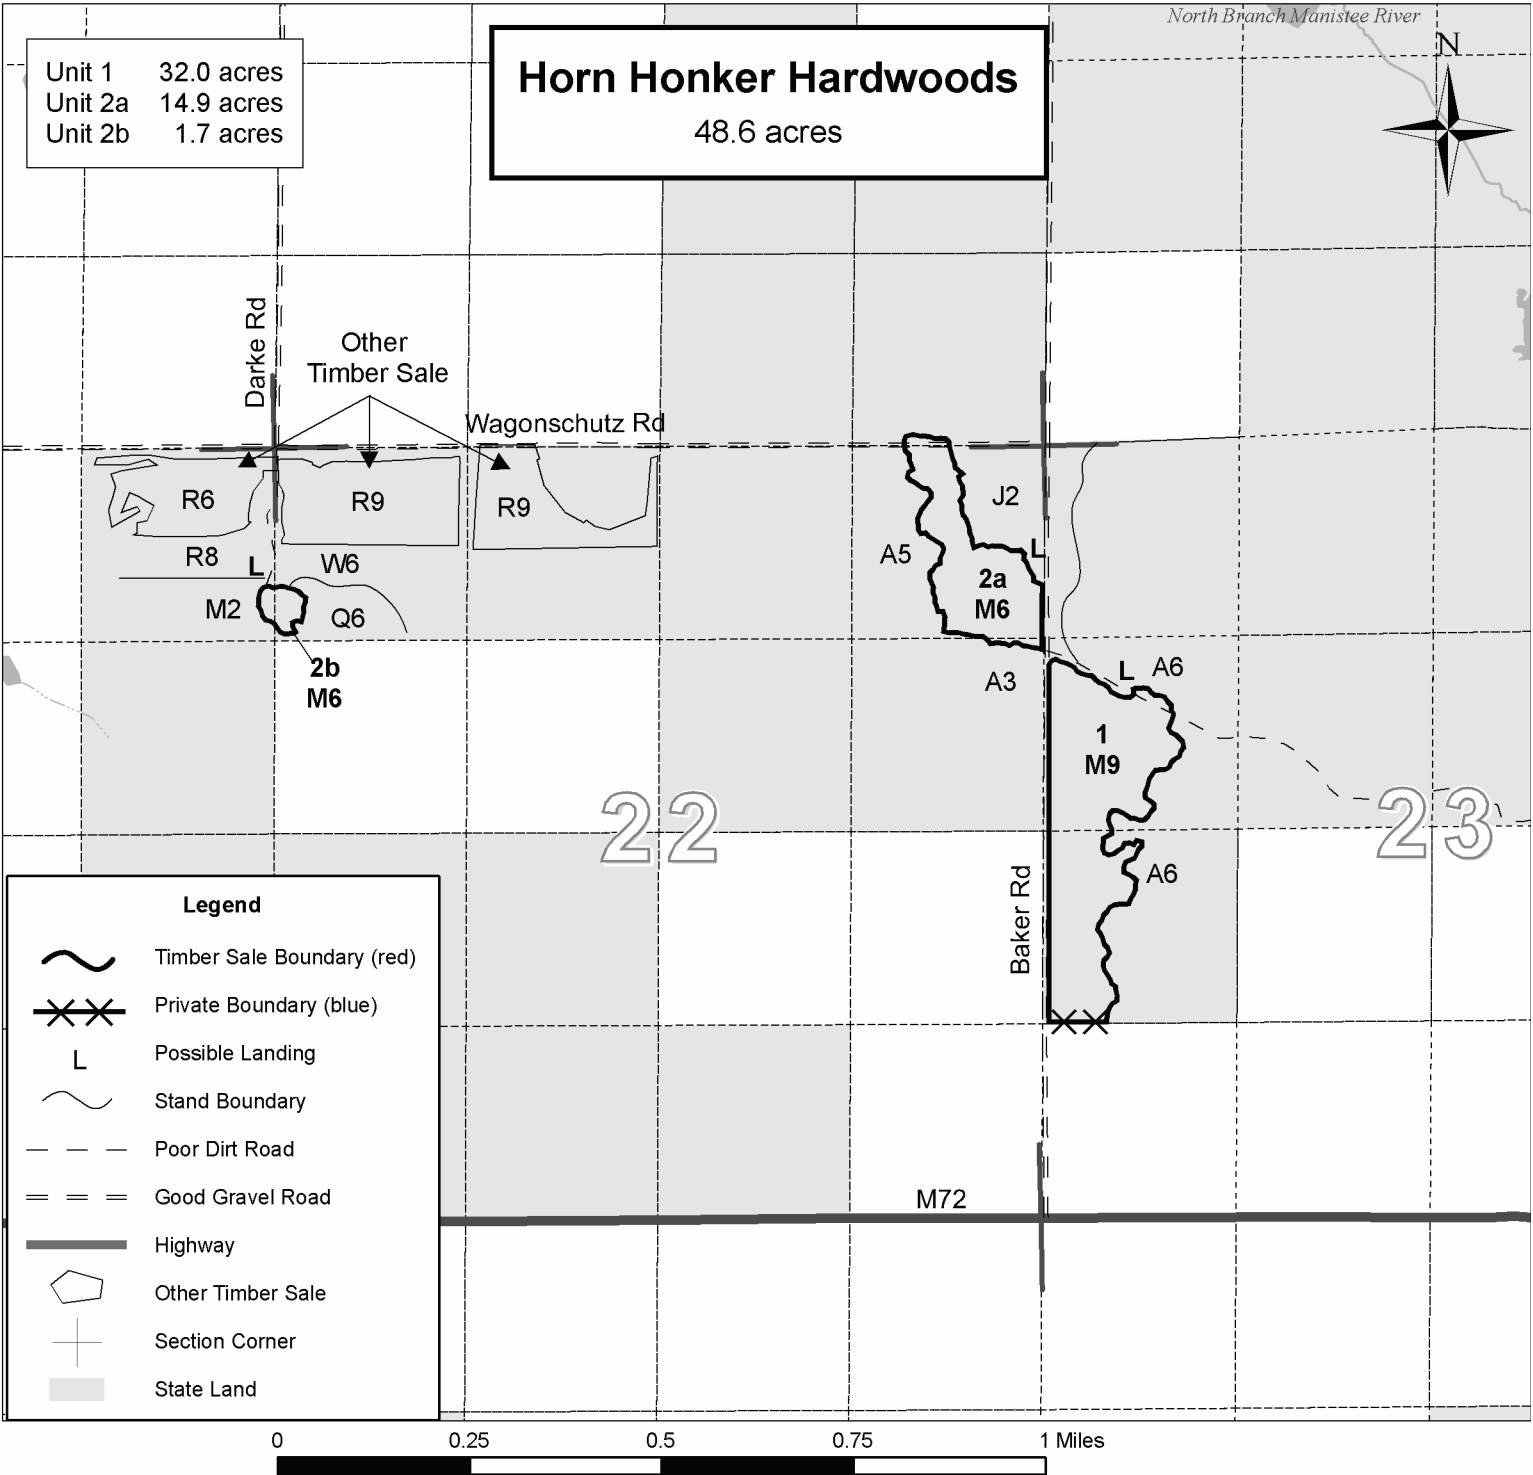 North Branch Manistee River
N
Unit 1 32.0 acres
Unit 2a 14.9 acres
Unit 2b 1.7 acres
Horn Honker Hardwoods
48.6 acres
Darke Rd
Other
Timber Sale
Wagonschutz Rd
R6
R9
R9
J2
R8
L
W6
A5
L
2a
M6
M2
Q6
2b
M6
A3
L
A6
1
M9
22
23
A6
Baker Rd
M72
Legend
Timber Sale Boundary (red)
Private Boundary (blue)
L Possible Landing
Stand Boundary
Poor Dirt Road
Good Gravel Road
Highway
Other Timber Sale
Section Corner
State Land
0 0.25 0.5 0.75 1 Miles